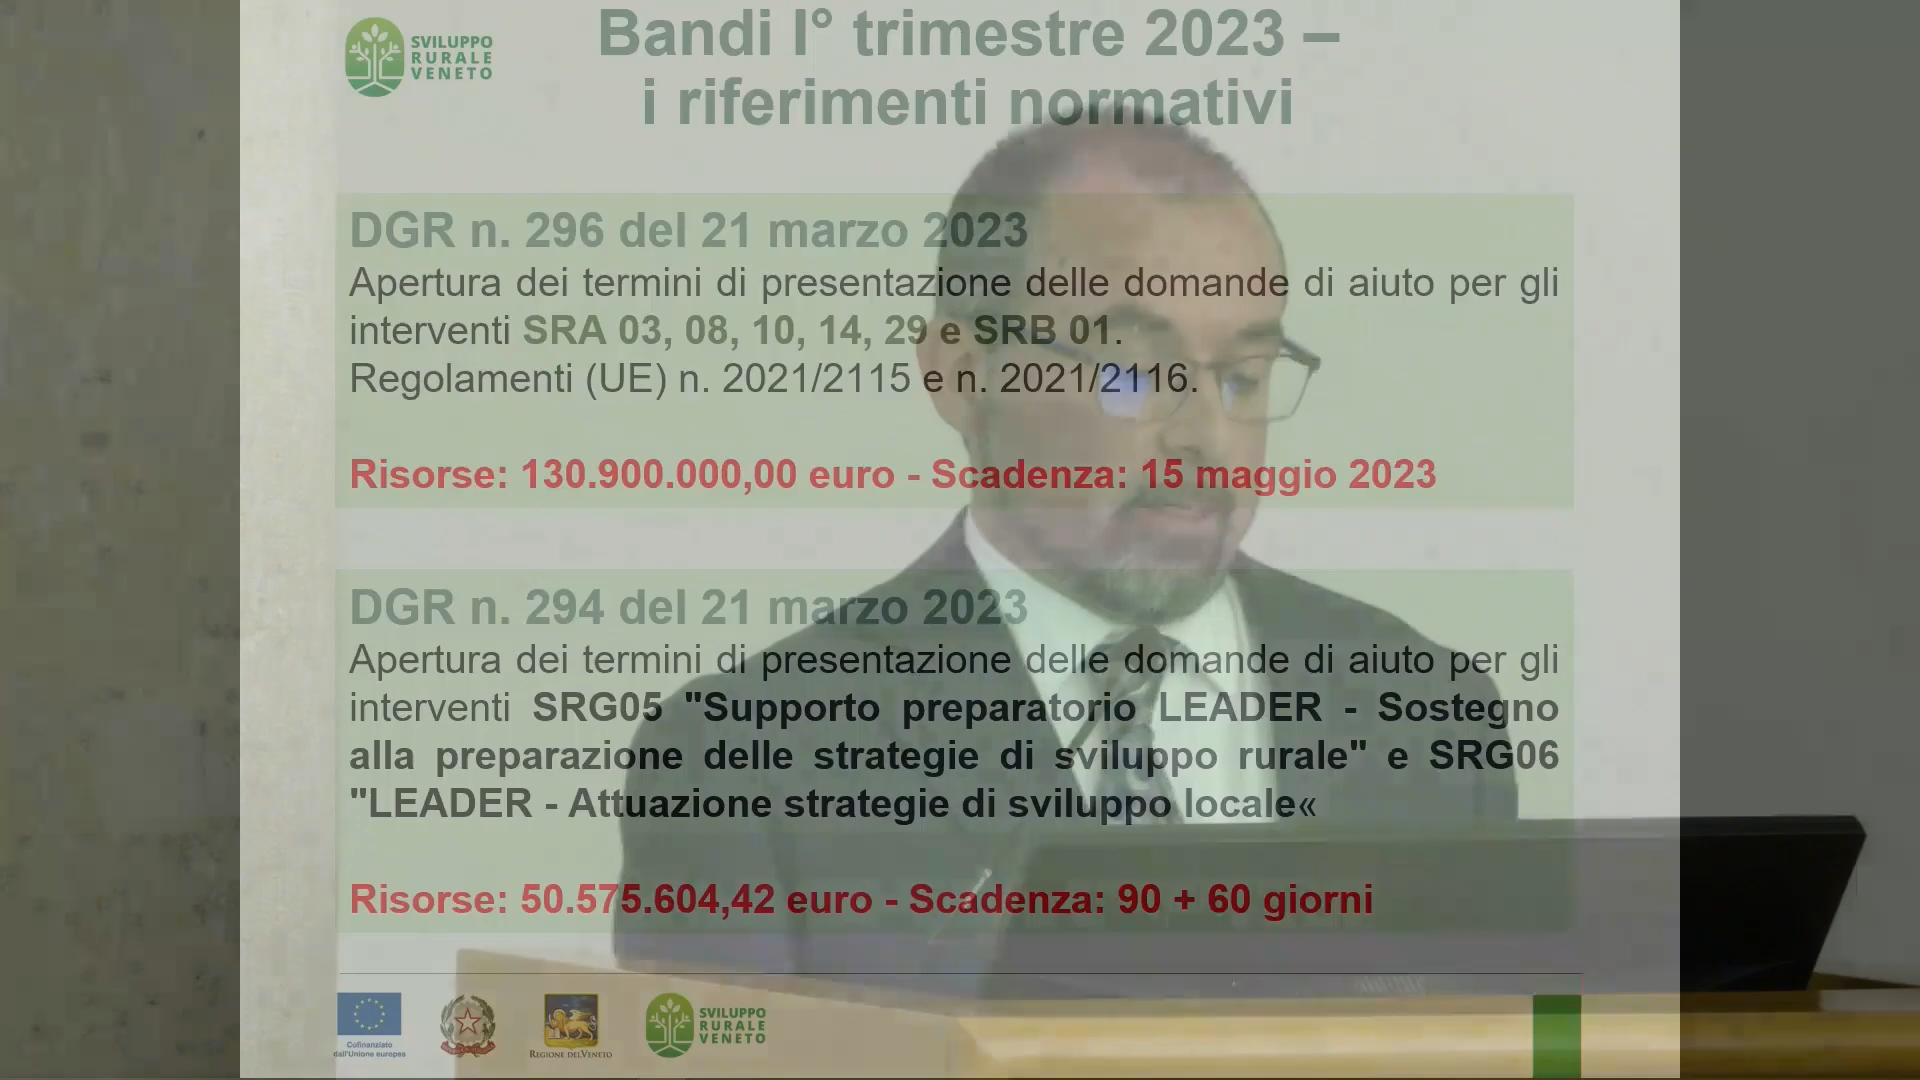 SVILUPPO
RURALE
VENETO
Bandi I° trimestre 2023 –
i riferimenti normativi
DGR n. 296 del 21 marzo 2023
Apertura dei termini di presentazione delle domande di aiuto per gli
interventi SRA 03, 08, 10, 14, 29 e SRB 01.
Regolamenti (UE) n. 2021/2115 e n. 2021/2116.
Risorse: 130.900.000,00 euro - Scadenza: 15 maggio 2023
DGR n. 294 del 21 marzo 2023
Apertura dei termini di presentazione delle domande di aiuto per gli
interventi SRG05 "Supporto preparatorio LEADER - Sostegno
alla preparazione delle strategie di sviluppo rurale" e SRG06
"LEADER - Attuazione strategie di sviluppo locale«
Risorse: 50.575.604,42 euro - Scadenza: 90 + 60 giorni
Cofinanziato
dall'Unione europea
REGIONE DEL VENETO
SVILUPPO
RURALE
VENETO